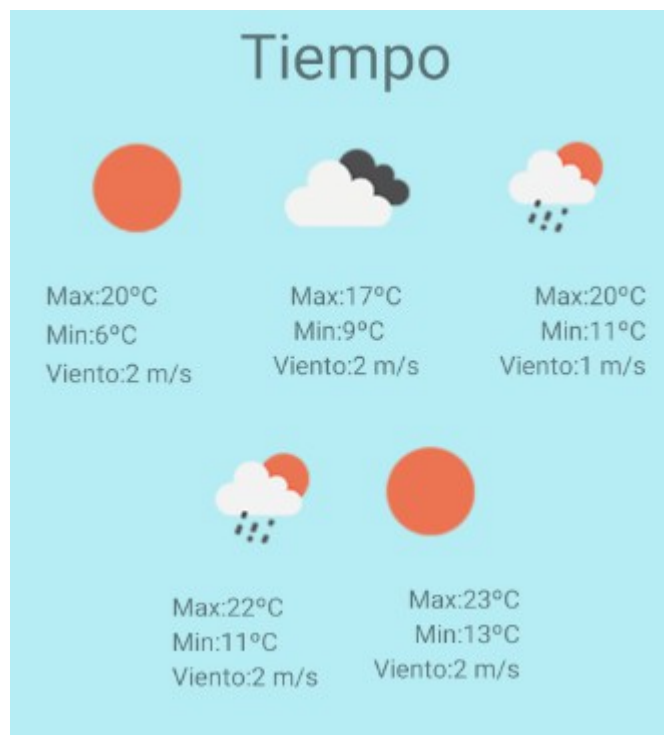 Tiempo
Max:20ºC
Min:6ºC
Viento:2 m/s
Max:17ºC
Min:9ºC
Viento:2 m/s
Max:20ºC
Min:11ºC
Viento:1 m/s
Max:22ºC
Min:11ºC
Viento:2 m/s
Max:23ºC
Min:13ºC
Viento:2 m/s